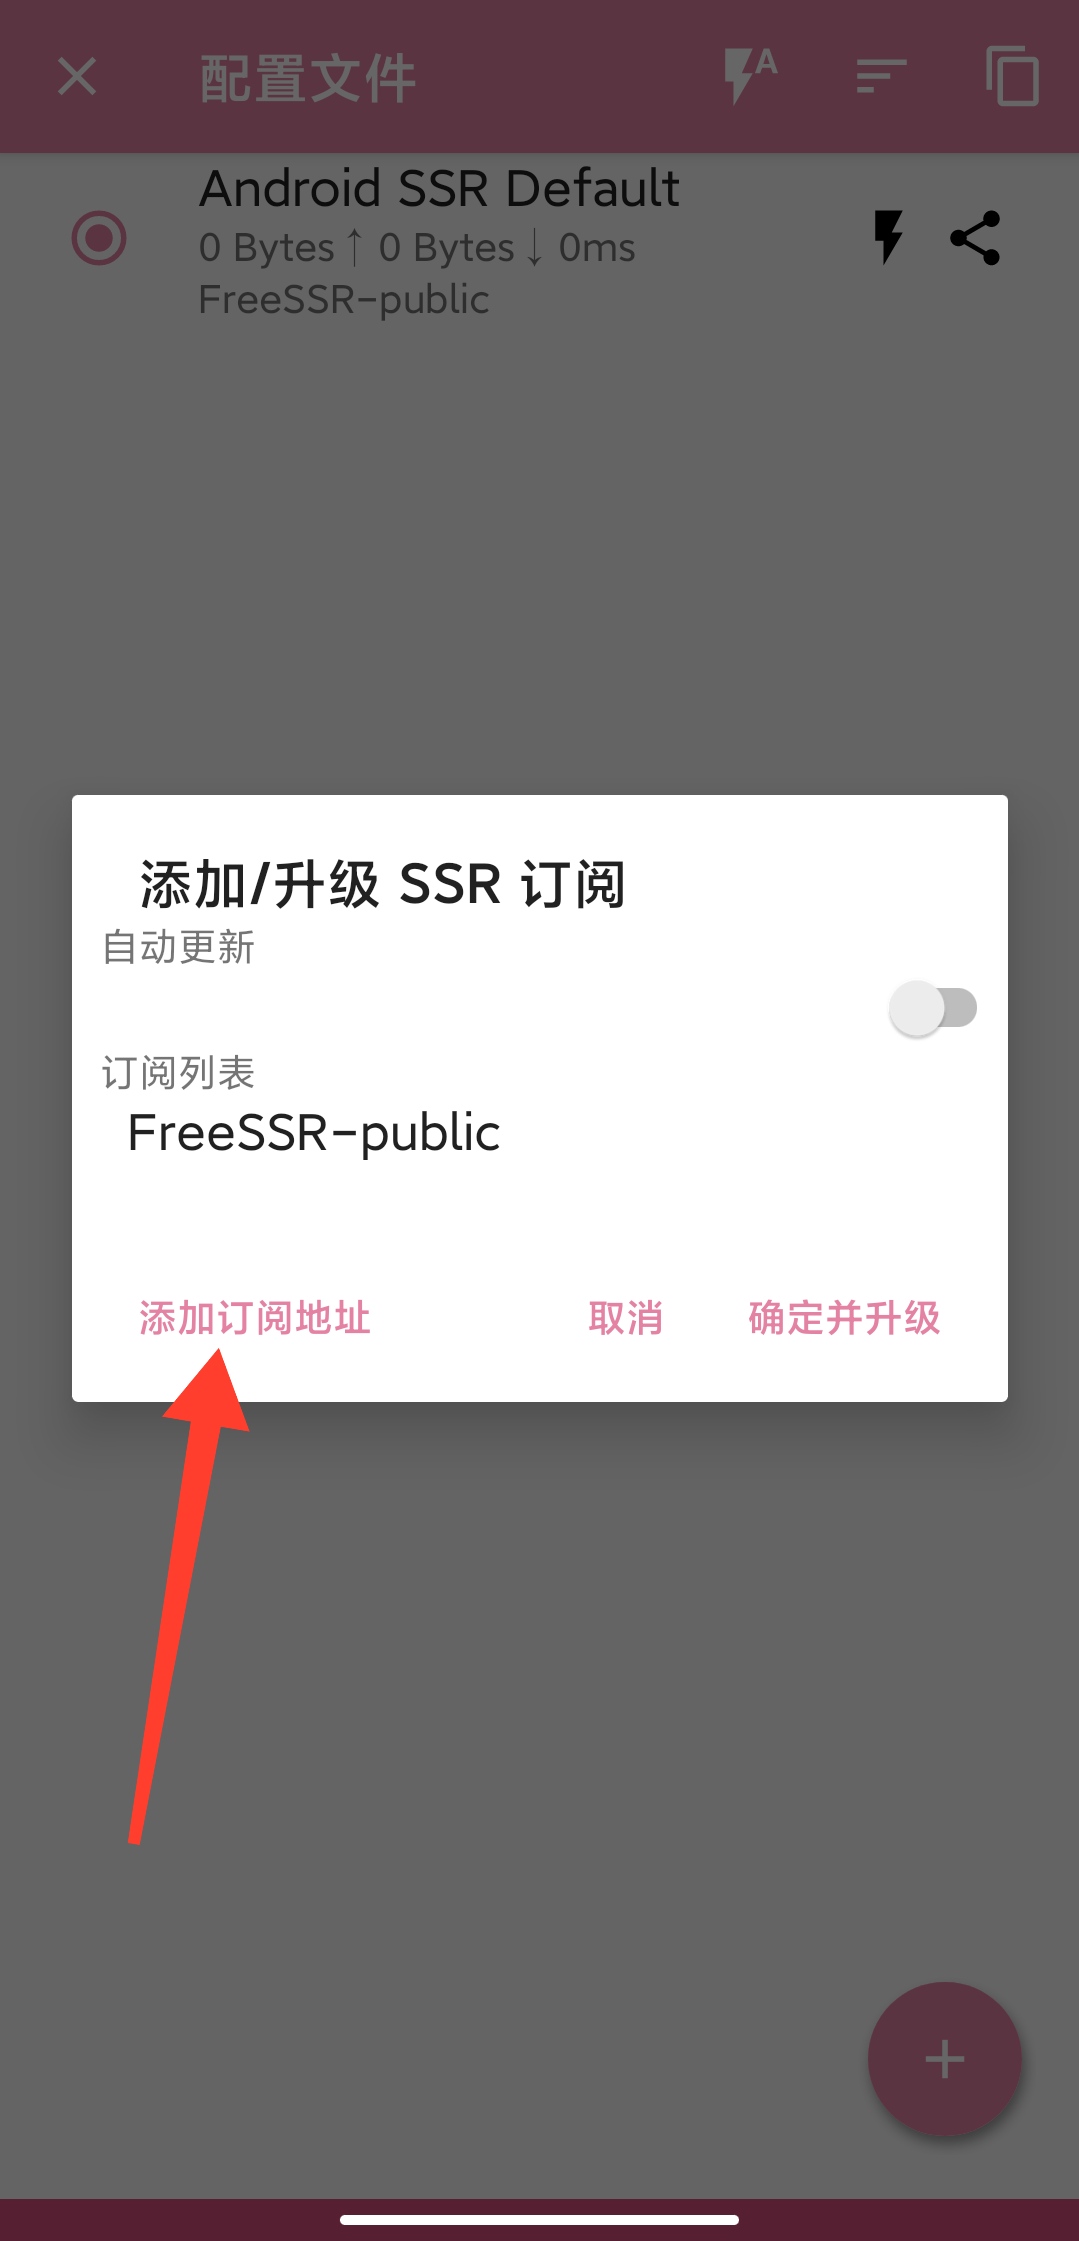 配置文件
Android SSR Default
0 Bytes↑ 0 Bytes↓ 0ms
FreeSSR-public
添加/升级 SSR 订阅
自动更新
订阅列表
FreeSSR-public
添加订阅地址 取消 确定并升级